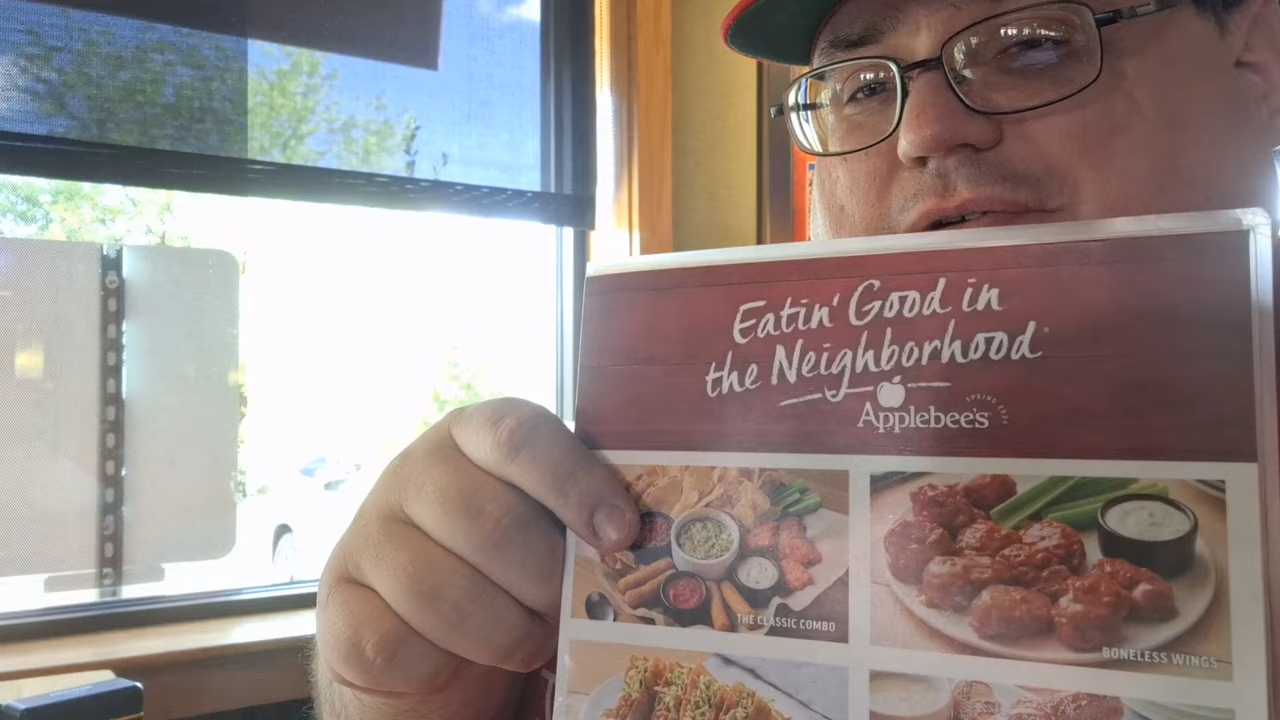 Eatin' Good in
the Neighborhood®
Applebee's
THE CLASSIC COMBO
BONELESS WINGS